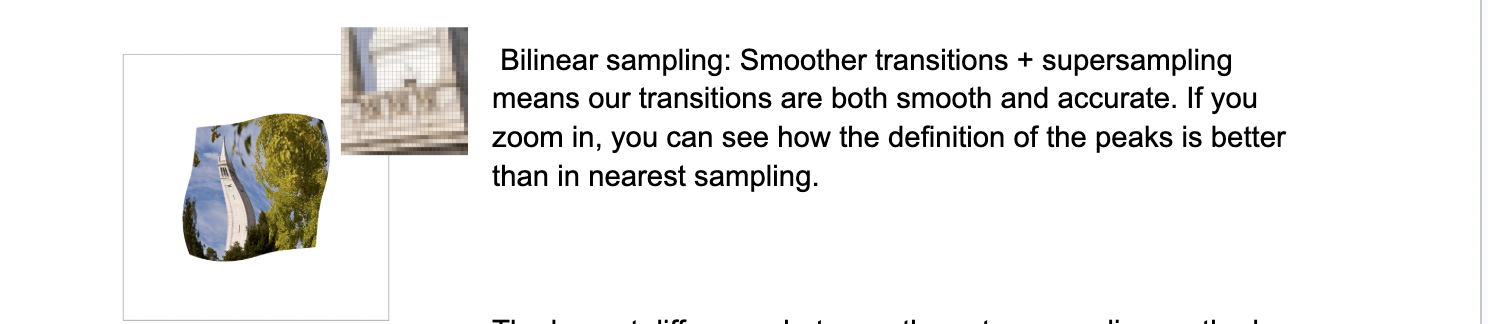 Bilinear sampling: Smoother transitions + supersampling
means our transitions are both smooth and accurate. If you
zoom in, you can see how the definition of the peaks is better
than in nearest sampling.